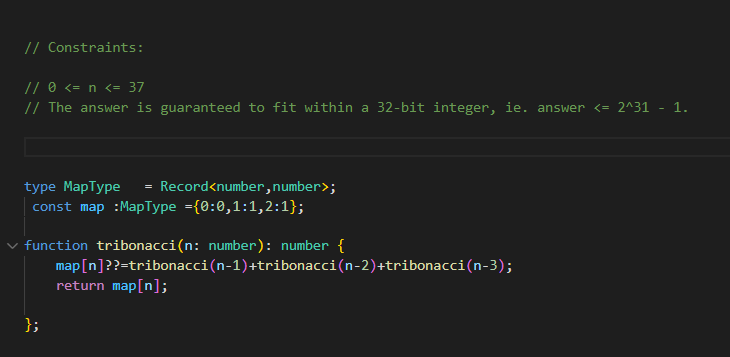 // Constraints:
// 0 <= n <= 37
// The answer is guaranteed to fit within a 32-bit integer, ie. answer <= 2^31 - 1.
type MapType   = Record<number,number>;
 const map :MapType ={0:0,1:1,2:1};
function tribonacci(n: number): number {
    map[n]??=tribonacci(n-1)+tribonacci(n-2)+tribonacci(n-3);
    return map[n];
};